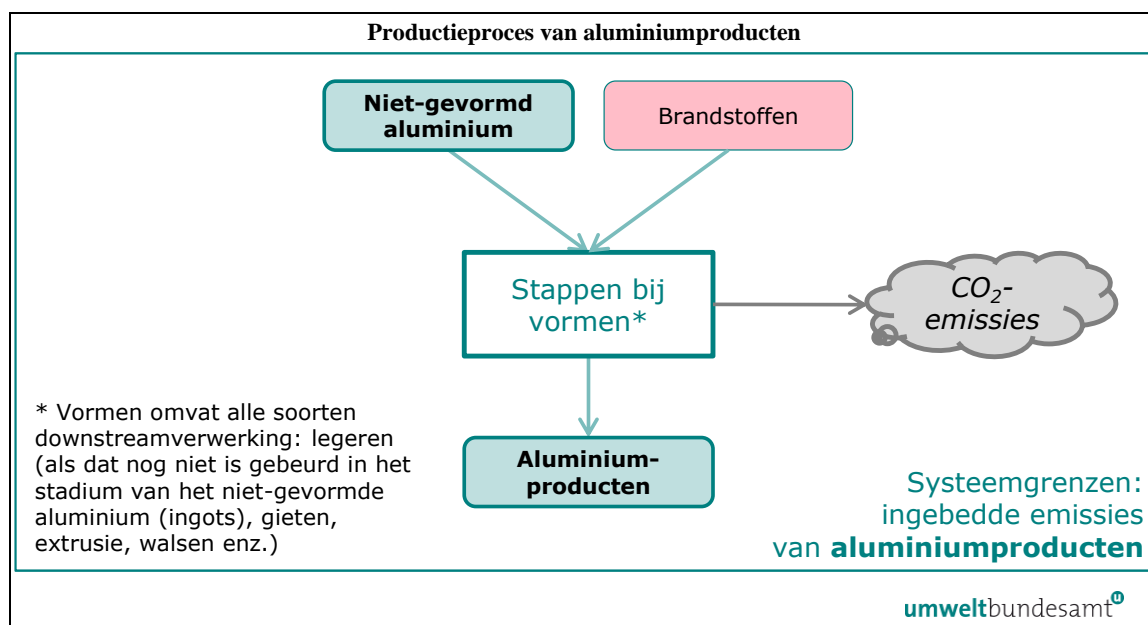 Productieproces van aluminiumproducten
Niet-gevormd
aluminium
Brandstoffen
Stappen bij
vormen*
CO₂-
emissies
* Vormen omvat alle soorten
downstreamverwerking: legeren
(als dat nog niet is gebeurd in het
stadium van het niet-gevormde
aluminium (ingots), gieten,
extrusie, walsen enz.)
Aluminium-
producten
Systeemgrenzen:
ingebedde emissies
van aluminiumproducten
umweltbundesamt